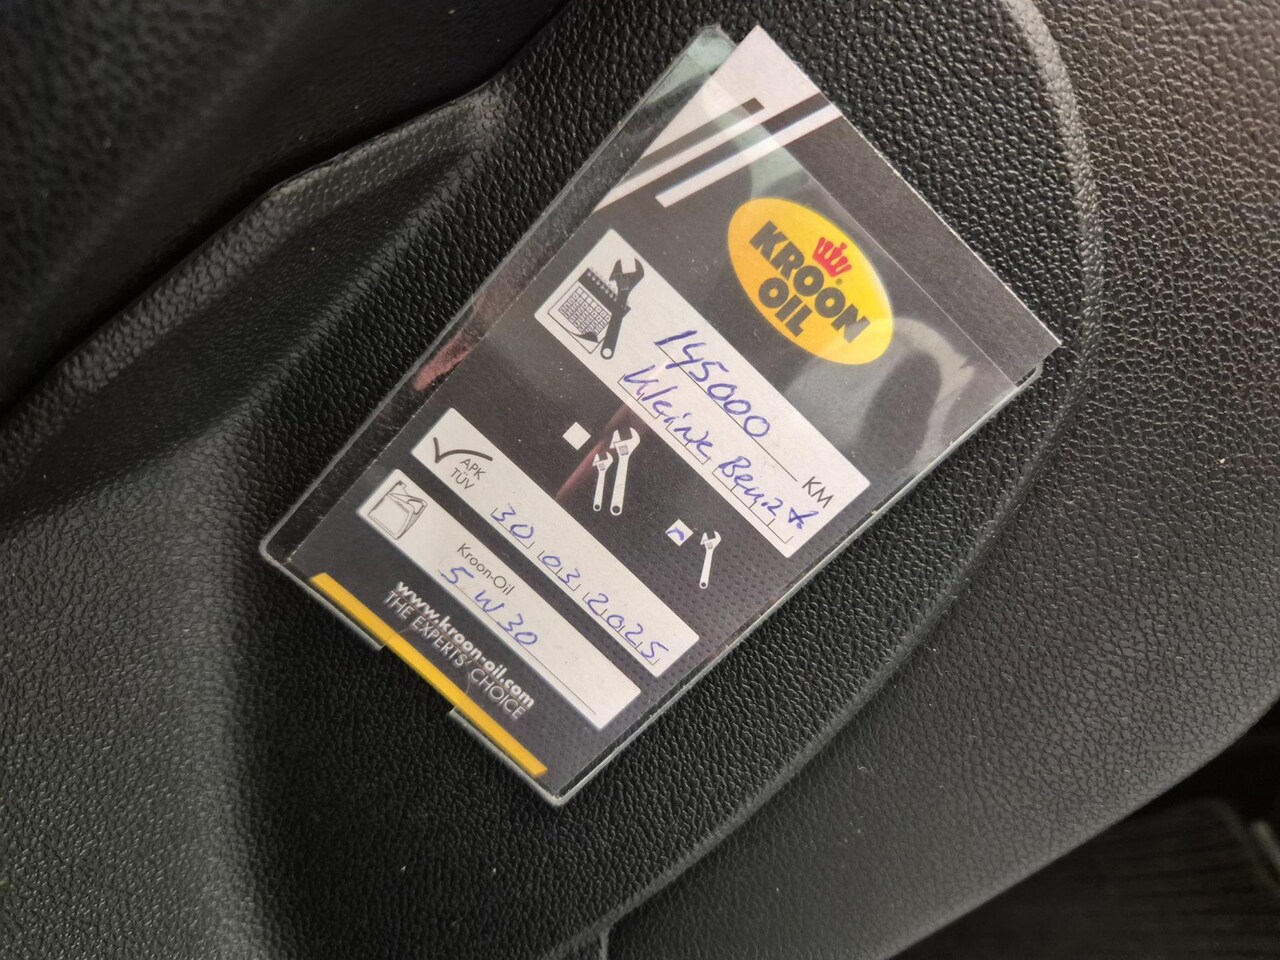 KROON
OIL
145000 KM
Kleine Beurt
APK
TÜV
30 03 2025
Kroon-Oil
5W30
www.kroon-oil.com
THE EXPERTS' CHOICE